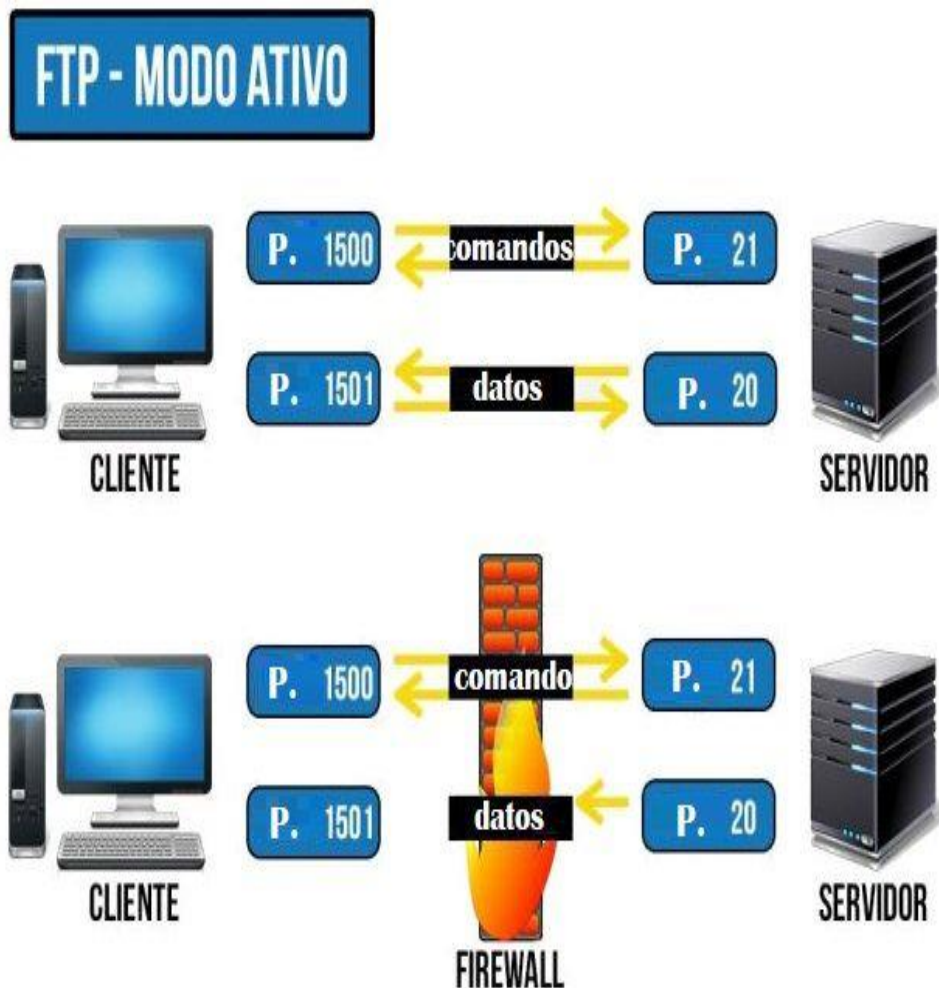 FTP - MODO ATIVO
P. 1500
comandos
P. 21
P. 1501
datos
P. 20
CLIENTE
SERVIDOR
P. 1500
comando
P. 21
P. 1501
datos
P. 20
CLIENTE
SERVIDOR
FIREWALL